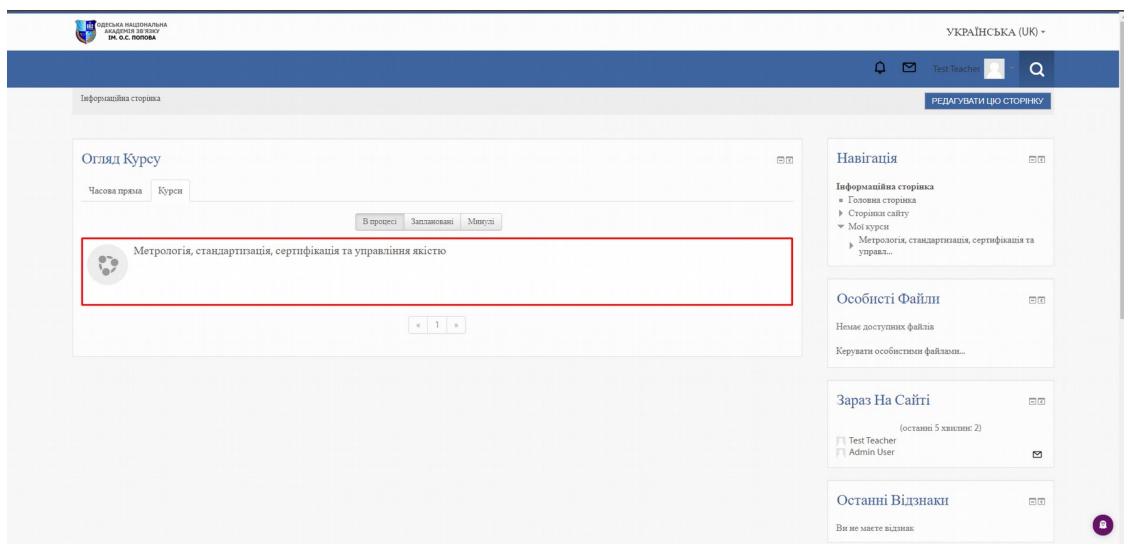 ОДЕСЬКА НАЦІОНАЛЬНА
АКАДЕМІЯ ЗВ'ЯЗКУ
ІМ. О.С. ПОПОВА
УКРАЇНСЬКА (UK)
Test Teacher
Інформаційна сторінка
РЕДАГУВАТИ ЦЮ СТОРІНКУ
Огляд Курсу
Часова пряма Курси
В процесі Заплановані Минулі
Метрологія, стандартизація, сертифікація та управління якістю
« 1 »
Навігація
Інформаційна сторінка
Головна сторінка
Сторінки сайту
Мої курси
Метрологія, стандартизація, сертифікація та
управл...
Особисті Файли
Немає доступних файлів
Керувати особистими файлами...
Зараз На Сайті
(останні 5 хвилин: 2)
Test Teacher
Admin User
Останні Відзнаки
Ви не маєте відзнак